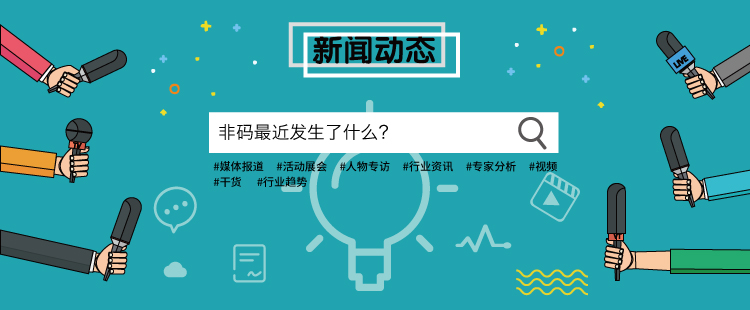 新闻动态
LIVE
非码最近发生了什么？
#媒体报道 #活动展会 #人物专访 #行业资讯 #专家分析 #视频
#干货 #行业趋势